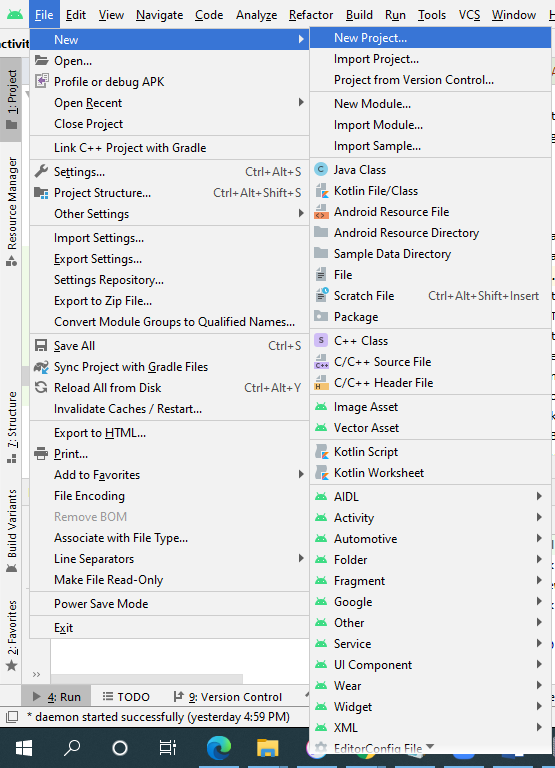 File Edit View Navigate Code Analyze Refactor Build Run Tools VCS Window H
activit
New
Open...
Profile or debug APK
Open Recent
Close Project
Link C++ Project with Gradle
Settings... Ctrl+Alt+S
Project Structure... Ctrl+Alt+Shift+S
Other Settings
Import Settings...
Export Settings...
Settings Repository...
Export to Zip File...
Convert Module Groups to Qualified Names...
Save All Ctrl+S
Sync Project with Gradle Files
Reload All from Disk Ctrl+Alt+Y
Invalidate Caches / Restart...
Export to HTML...
Print...
Add to Favorites
File Encoding
Remove BOM
Associate with File Type...
Line Separators
Make File Read-Only
Power Save Mode
Exit
New Project...
Import Project...
Project from Version Control...
New Module...
Import Module...
Import Sample...
Java Class
Kotlin File/Class
Android Resource File
Android Resource Directory
Sample Data Directory
File
Scratch File Ctrl+Alt+Shift+Insert
Package
C++ Class
C/C++ Source File
C/C++ Header File
Image Asset
Vector Asset
Kotlin Script
Kotlin Worksheet
AIDL
Activity
Automotive
Folder
Fragment
Google
Other
Service
UI Component
Wear
Widget
XML
EditorConfig File
1: Project
Resource Manager
7: Structure
Build Variants
2: Favorites
4: Run TODO 9: Version Control
* daemon started successfully (yesterday 4:59 PM)